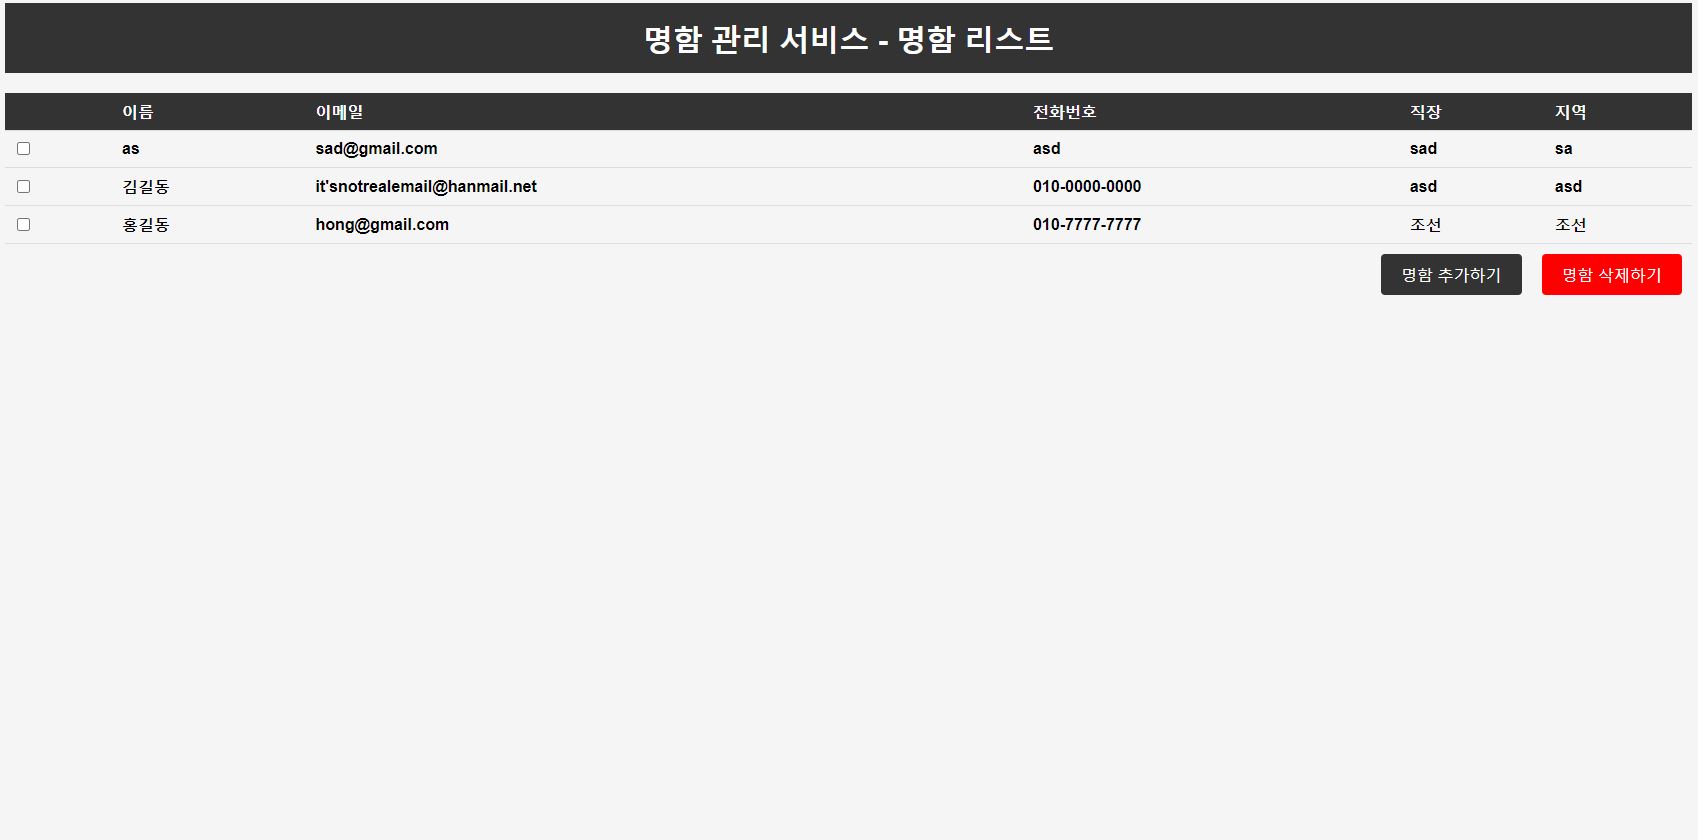 명함 관리 서비스 - 명함 리스트
이름 이메일 전화번호 직장 지역
as sad@gmail.com asd sad sa
김길동 it'snotrealemail@hanmail.net 010-0000-0000 asd asd
홍길동 hong@gmail.com 010-7777-7777 조선 조선
명함 추가하기 명함 삭제하기